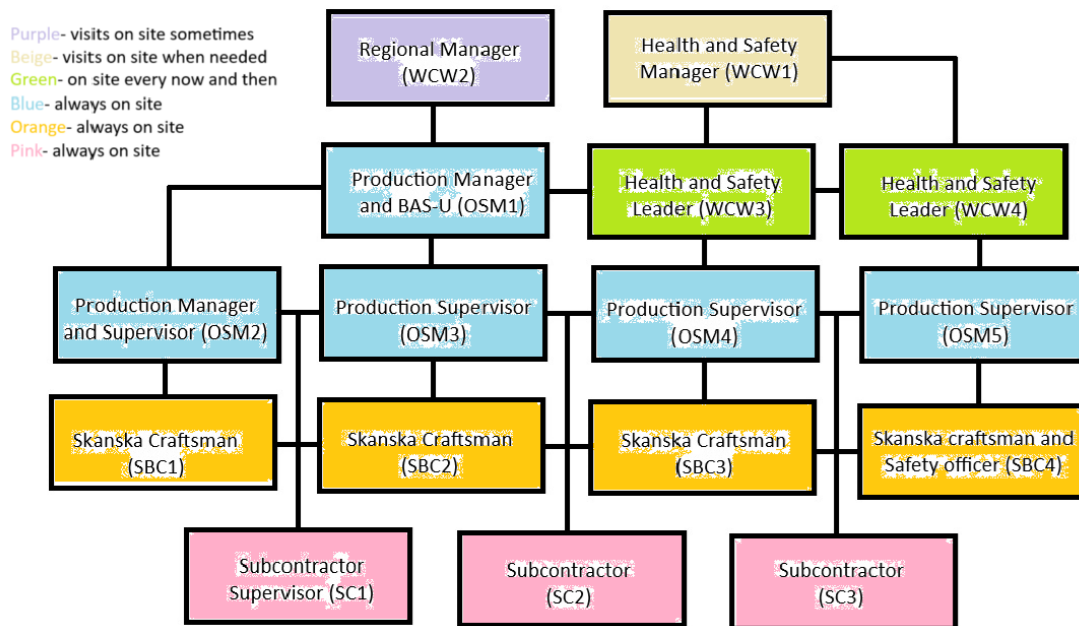 Purple- visits on site sometimes
Beige- visits on site when needed
Green- on site every now and then
Blue- always on site
Orange- always on site
Pink- always on site
Regional Manager
(WCW2)
Health and Safety
Manager (WCW1)
Production Manager
and BAS-U (OSM1)
Health and Safety
Leader (WCW3)
Health and Safety
Leader (WCW4)
Production Manager
and Supervisor (OSM2)
Production Supervisor
(OSM3)
Production Supervisor
(OSM4)
Production Supervisor
(OSM5)
Skanska Craftsman
(SBC1)
Skanska Craftsman
(SBC2)
Skanska Craftsman
(SBC3)
Skanska craftsman and
Safety officer (SBC4)
Subcontractor
Supervisor (SC1)
Subcontractor
(SC2)
Subcontractor
(SC3)